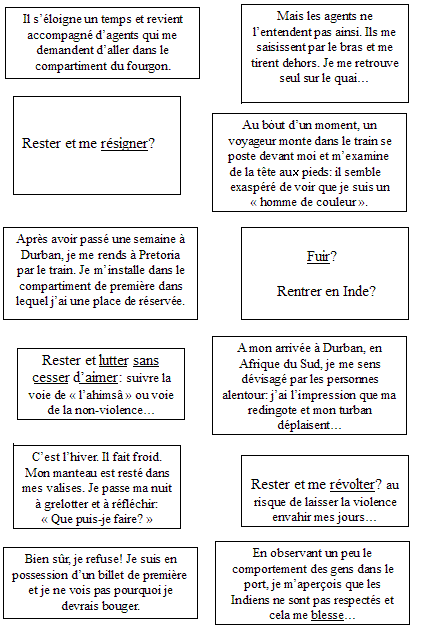 Il s’éloigne un temps et revient
accompagné d’agents qui me
demandent d’aller dans le
compartiment du fourgon.
Mais les agents ne
l’entendent pas ainsi. Ils me
saisissent par le bras et me
tirent dehors. Je me retrouve
seul sur le quai…
Rester et me résigner?
Au bout d’un moment, un
voyageur monte dans le train se
poste devant moi et m’examine
de la tête aux pieds: il semble
exaspéré de voir que je suis un
« homme de couleur ».
Après avoir passé une semaine à
Durban, je me rends à Pretoria
par le train. Je m’installe dans le
compartiment de première dans
lequel j’ai une place de réservée.
Fuir?
Rentrer en Inde?
Rester et lutter sans
cesser d’aimer: suivre la
voie de « l’ahimsâ » ou voie
de la non-violence…
A mon arrivée à Durban, en
Afrique du Sud, je me sens
dévisagé par les personnes
alentour: j’ai l’impression que ma
redingote et mon turban
déplaisent…
C’est l’hiver. Il fait froid.
Mon manteau est resté dans
mes valises. Je passe ma nuit
à grelotter et à réfléchir:
« Que puis-je faire? »
Rester et me révolter? au
risque de laisser la violence
envahir mes jours…
Bien sûr, je refuse! Je suis en
possession d’un billet de première
et je ne vois pas pourquoi je
devrais bouger.
En observant un peu le
comportement des gens dans le
port, je m’aperçois que les
Indiens ne sont pas respectés et
cela me blesse…